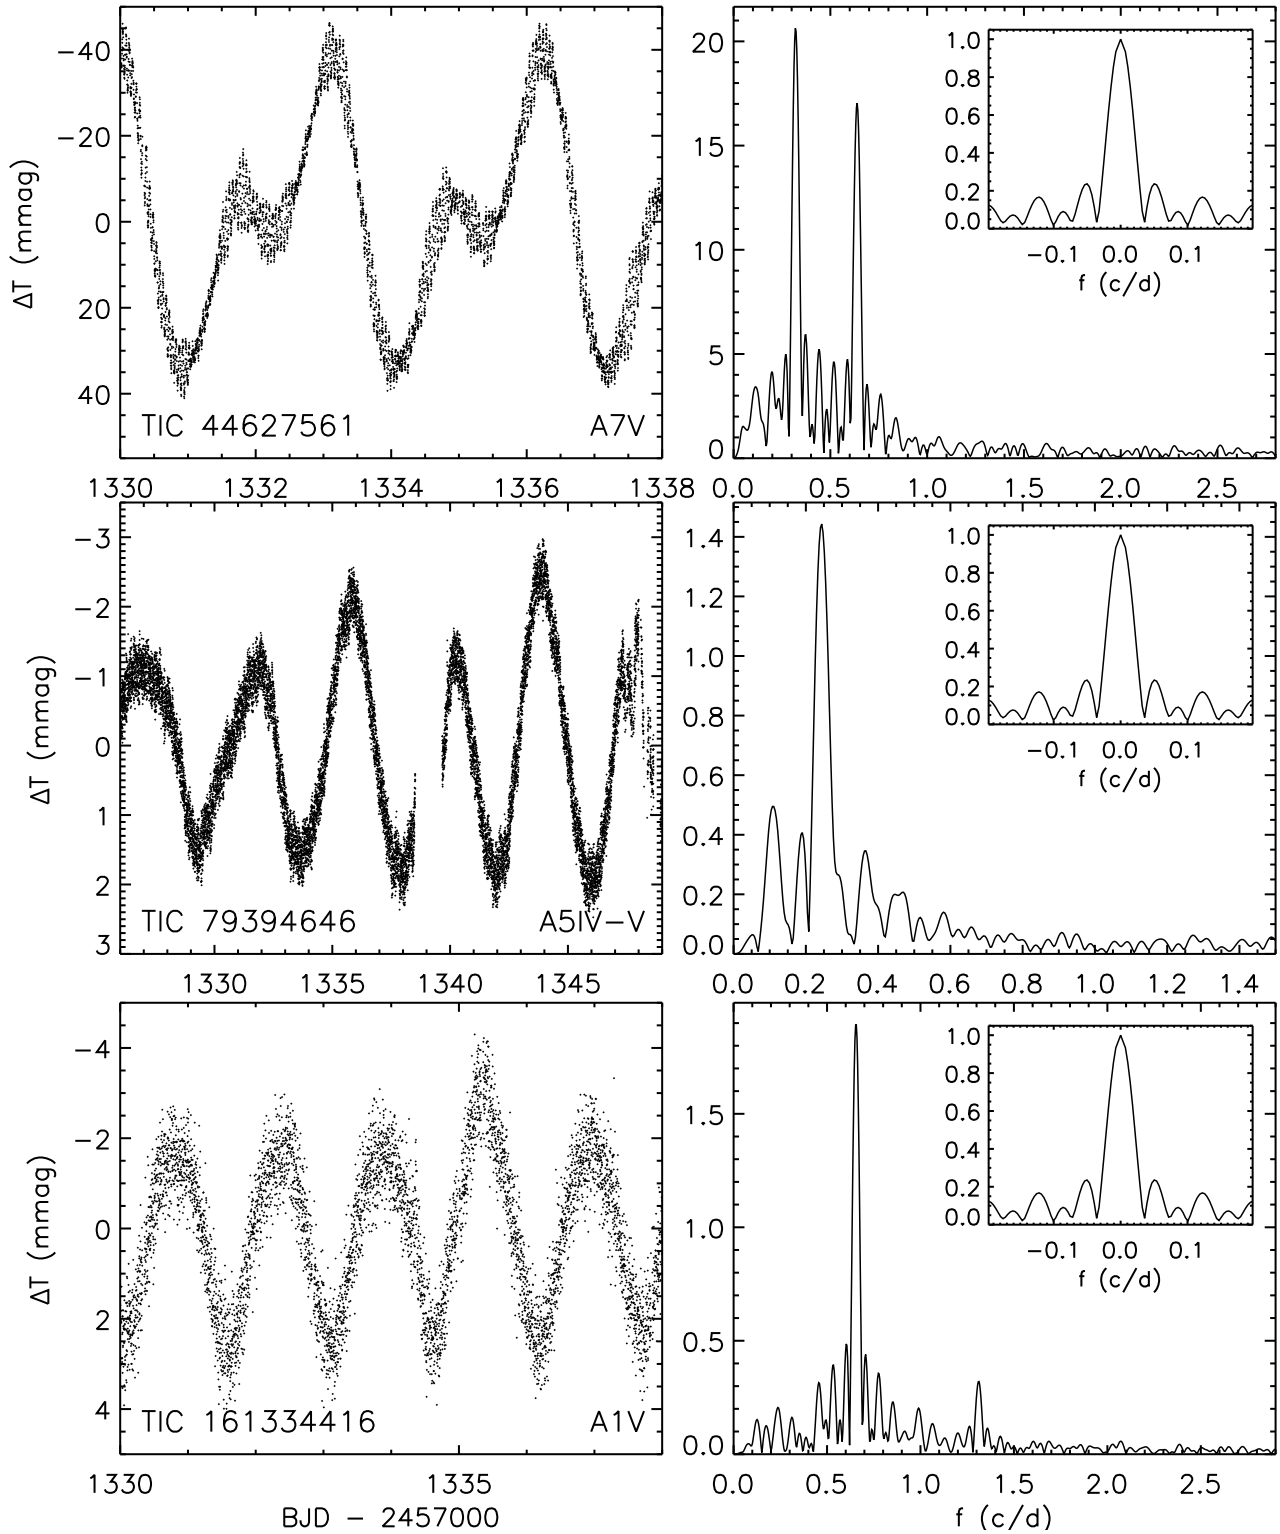 ΔT (mmag)
−40
−20
0
20
40
TIC 44627561
A7V
1330 1332 1334 1336 1338
20
15
10
5
0
0.0 0.5 1.0 1.5 2.0 2.5
1.0
0.8
0.6
0.4
0.2
0.0
−0.1 0.0 0.1
f (c/d)
ΔT (mmag)
−3
−2
−1
0
1
2
3
TIC 79394646
A5IV−V
1330 1335 1340 1345
1.4
1.2
1.0
0.8
0.6
0.4
0.2
0.0
0.0 0.2 0.4 0.6 0.8 1.0 1.2 1.4
1.0
0.8
0.6
0.4
0.2
0.0
−0.1 0.0 0.1
f (c/d)
ΔT (mmag)
−4
−2
0
2
4
TIC 161334416
A1V
1330 1335
BJD − 2457000
1.5
1.0
0.5
0.0
0.0 0.5 1.0 1.5 2.0 2.5
f (c/d)
1.0
0.8
0.6
0.4
0.2
0.0
−0.1 0.0 0.1
f (c/d)